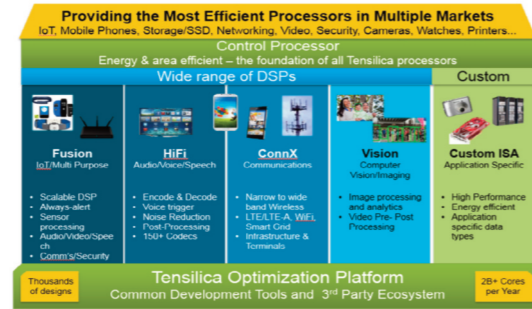 Providing the Most Efficient Processors in Multiple Markets
IoT, Mobile Phones, Storage/SSD, Networking, Video, Security, Cameras, Watches, Printers...
Control Processor
Energy & area efficient – the foundation of all Tensilica processors
Wide range of DSPs
Custom
Fusion
IoT/Multi Purpose
• Scalable DSP
• Always-alert
• Sensor
processing
• Audio/Video/Spee
ch
• Comm's/Security
HiFi
Audio/Voice/Speech
• Encode & Decode
• Voice trigger
• Noise Reduction
• Post-Processing
• 150+ Codecs
ConnX
Communications
• Narrow to wide
band Wireless
• LTE/LTE-A, WiFi,
Smart Grid
• Infrastructure &
Terminals
Vision
Computer
Vision/Imaging
• Image processing
and analytics
• Video Pre- Post
Processing
Custom ISA
Application Specific
• High Performance
• Energy efficient
• Application
specific data
types
Thousands
of designs
Tensilica Optimization Platform
Common Development Tools and 3rd Party Ecosystem
2B+ Cores
per Year